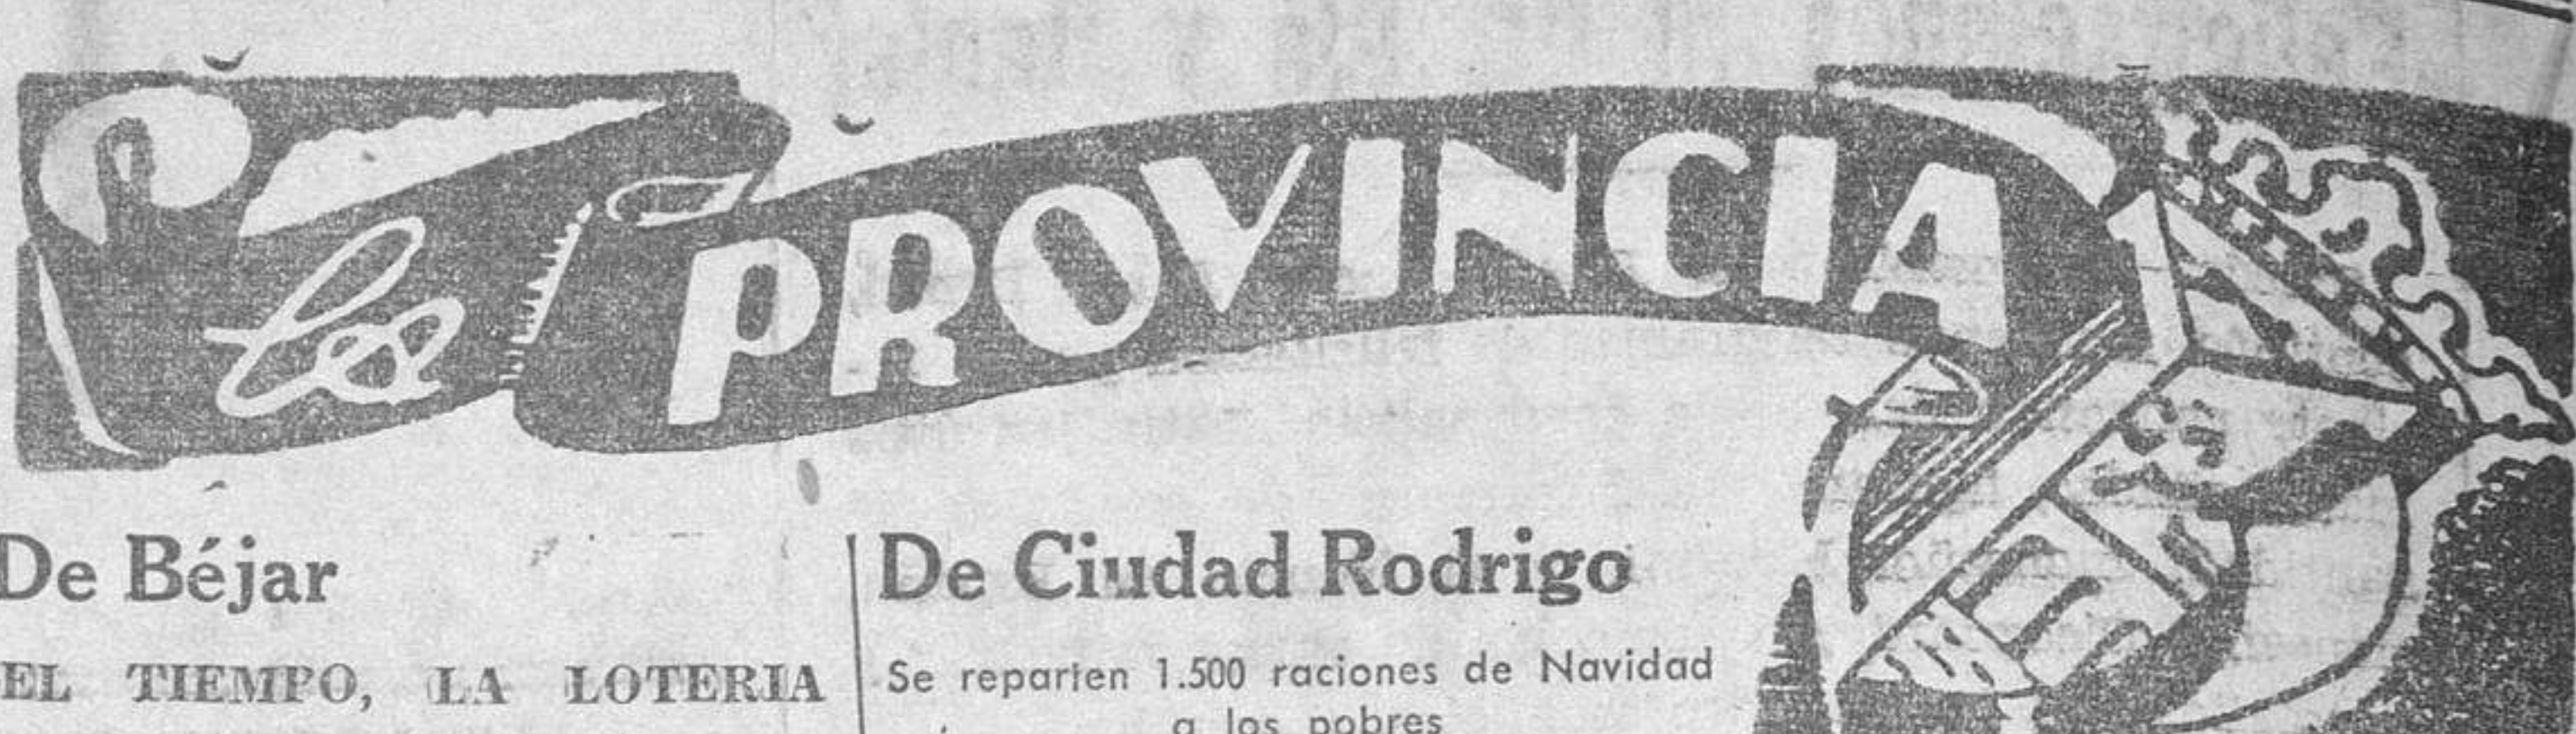 la PROVINCIA
De Béjar
EL TIEMPO, LA LOTERIA
De Ciudad Rodrigo
Se reparten 1.500 raciones de Navidad
a los pobres